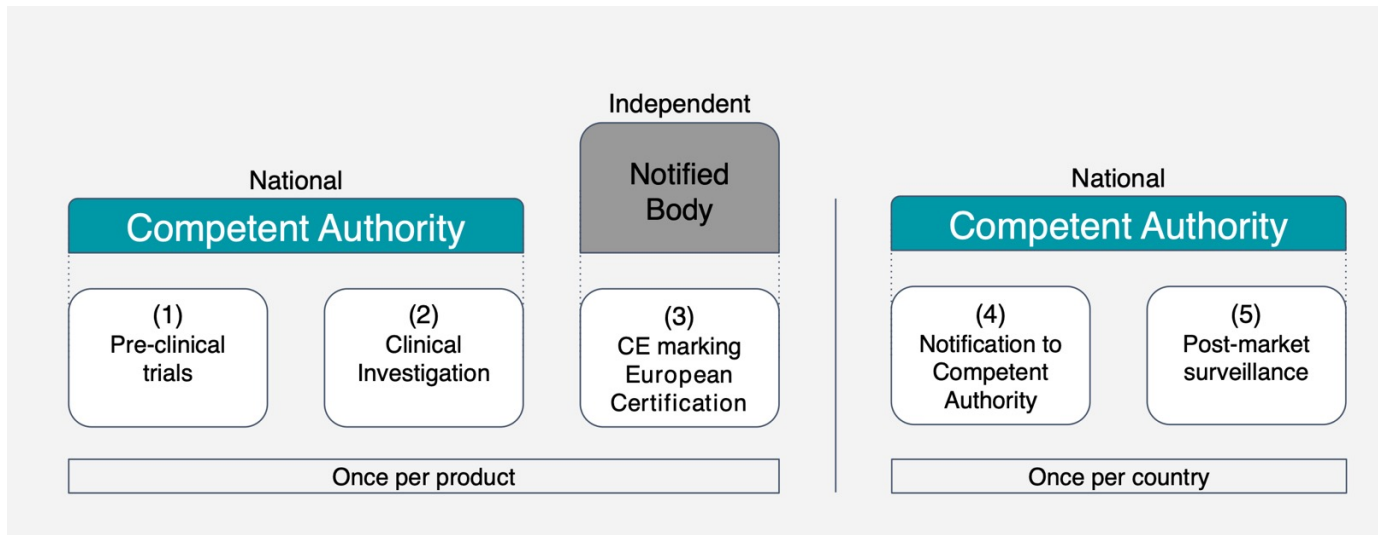 Independent
Notified
Body
National
Competent Authority
National
Competent Authority
(1)
Pre-clinical
trials
(2)
Clinical
Investigation
(3)
CE marking
European
Certification
(4)
Notification to
Competent
Authority
(5)
Post-market
surveillance
Once per product
Once per country